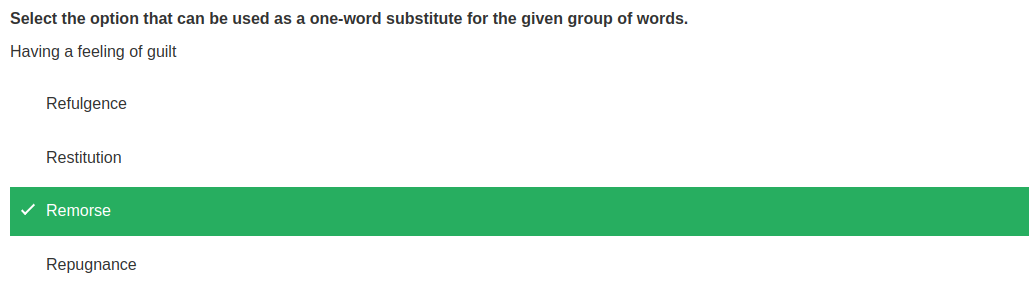 Select the option that can be used as a one-word substitute for the given group of words.
Having a feeling of guilt
Refulgence
Restitution
Remorse
Repugnance